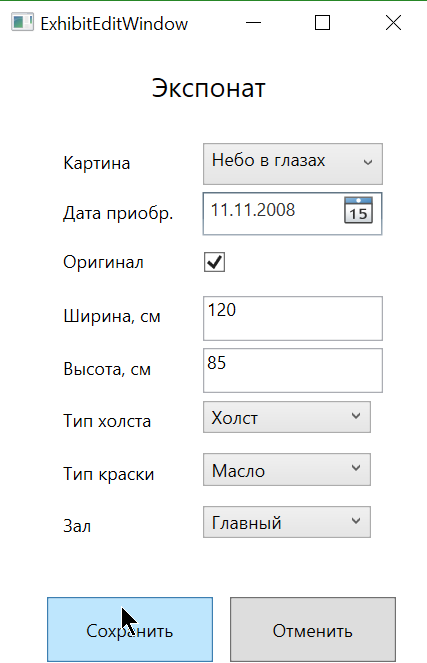 ExhibitEditWindow
Экспонат
Картина Небо в глазах
Дата приобр. 11.11.2008 15
Оригинал
Ширина, см 120
Высота, см 85
Тип холста Холст
Тип краски Масло
Зал Главный
Сохранить Отменить